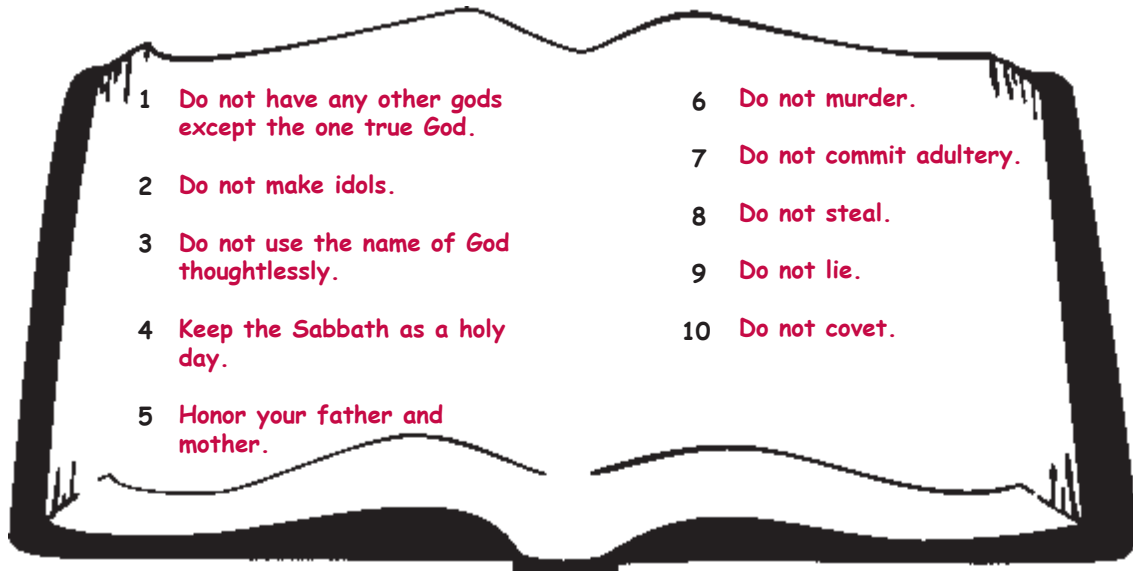 1 Do not have any other gods
except the one true God.
2 Do not make idols.
3 Do not use the name of God
thoughtlessly.
4 Keep the Sabbath as a holy
day.
5 Honor your father and
mother.
6 Do not murder.
7 Do not commit adultery.
8 Do not steal.
9 Do not lie.
10 Do not covet.